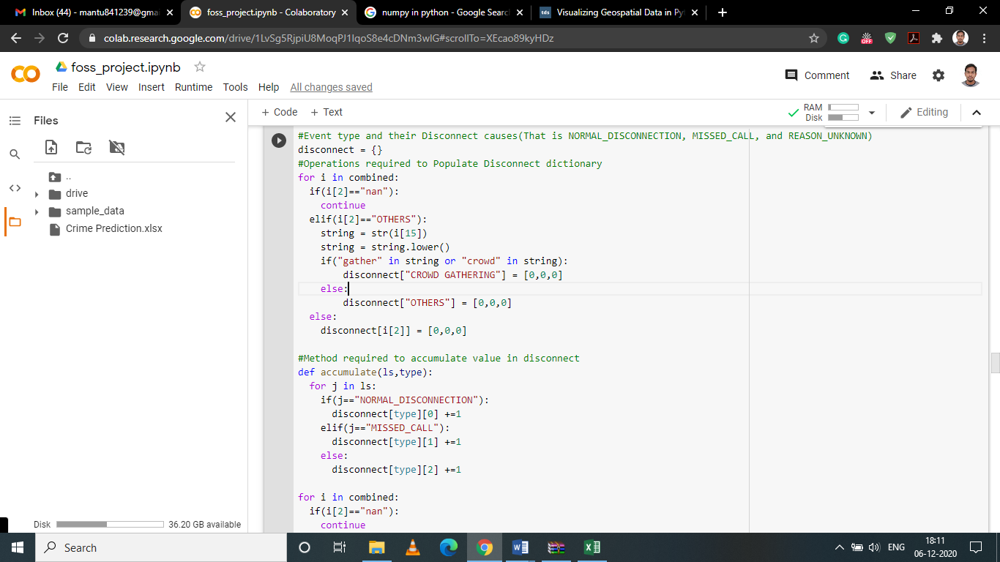 Inbox (44) - mantu841239@gma
foss_project.ipynb - Colaboratory
numpy in python - Google Searc
tds
Visualizing Geospatial Data in Pyt
colab.research.google.com/drive/1LvSg5RjpiU8MoqPJ1IqoS8e4cDNm3wlG#scrollTo=XEcao89kyHDz
OFF
foss_project.ipynb
File Edit View Insert Runtime Tools Help All changes saved
Comment
Share
Files
+ Code + Text
RAM
Disk
Editing
..
drive
sample_data
Crime Prediction.xlsx
#Event type and their Disconnect causes(That is NORMAL_DISCONNECTION, MISSED_CALL, and REASON_UNKNOWN)
disconnect = {}
#Operations required to Populate Disconnect dictionary
for i in combined:
  if(i[2]=="nan"):
    continue
  elif(i[2]=="OTHERS"):
    string = str(i[15])
    string = string.lower()
    if("gather" in string or "crowd" in string):
        disconnect["CROWD GATHERING"] = [0,0,0]
    else:
        disconnect["OTHERS"] = [0,0,0]
  else:
    disconnect[i[2]] = [0,0,0]
#Method required to accumulate value in disconnect
def accumulate(ls,type):
  for j in ls:
    if(j=="NORMAL_DISCONNECTION"):
      disconnect[type][0] +=1
    elif(j=="MISSED_CALL"):
      disconnect[type][1] +=1
    else:
      disconnect[type][2] +=1
for i in combined:
  if(i[2]=="nan"):
    continue
Disk
36.20 GB available
Search
ENG
18:11
06-12-2020